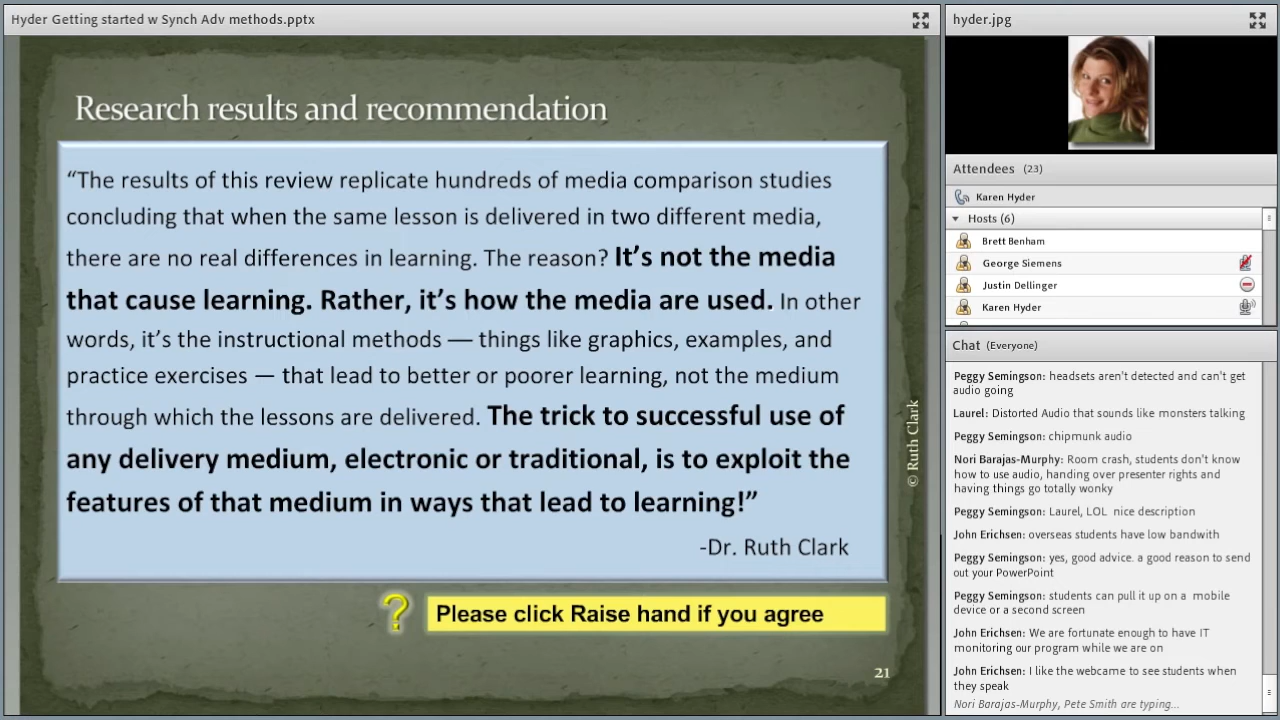 Hyder Getting started w Synch Adv methods.pptx
Research results and recommendation
“The results of this review replicate hundreds of media comparison studies
concluding that when the same lesson is delivered in two different media,
there are no real differences in learning. The reason? It’s not the media
that cause learning. Rather, it’s how the media are used. In other
words, it’s the instructional methods — things like graphics, examples, and
practice exercises — that lead to better or poorer learning, not the medium
through which the lessons are delivered. The trick to successful use of
any delivery medium, electronic or traditional, is to exploit the
features of that medium in ways that lead to learning!”
-Dr. Ruth Clark
© Ruth Clark
? Please click Raise hand if you agree
21
hyder.jpg
Attendees (23)
Karen Hyder
Hosts (6)
Brett Benham
George Siemens
Justin Dellinger
Karen Hyder
Chat (Everyone)
Peggy Semingson: headsets aren't detected and can't get
audio going
Laurel: Distorted Audio that sounds like monsters talking
Peggy Semingson: chipmunk audio
Nori Barajas-Murphy: Room crash, students don't know
how to use audio, handing over presenter rights and
having things go totally wonky
Peggy Semingson: Laurel, LOL nice description
John Erichsen: overseas students have low bandwith
Peggy Semingson: yes, good advice. a good reason to send
out your PowerPoint
Peggy Semingson: students can pull it up on a mobile
device or a second screen
John Erichsen: We are fortunate enough to have IT
monitoring our program while we are on
John Erichsen: I like the webcame to see students when
they speak
Nori Barajas-Murphy, Pete Smith are typing...